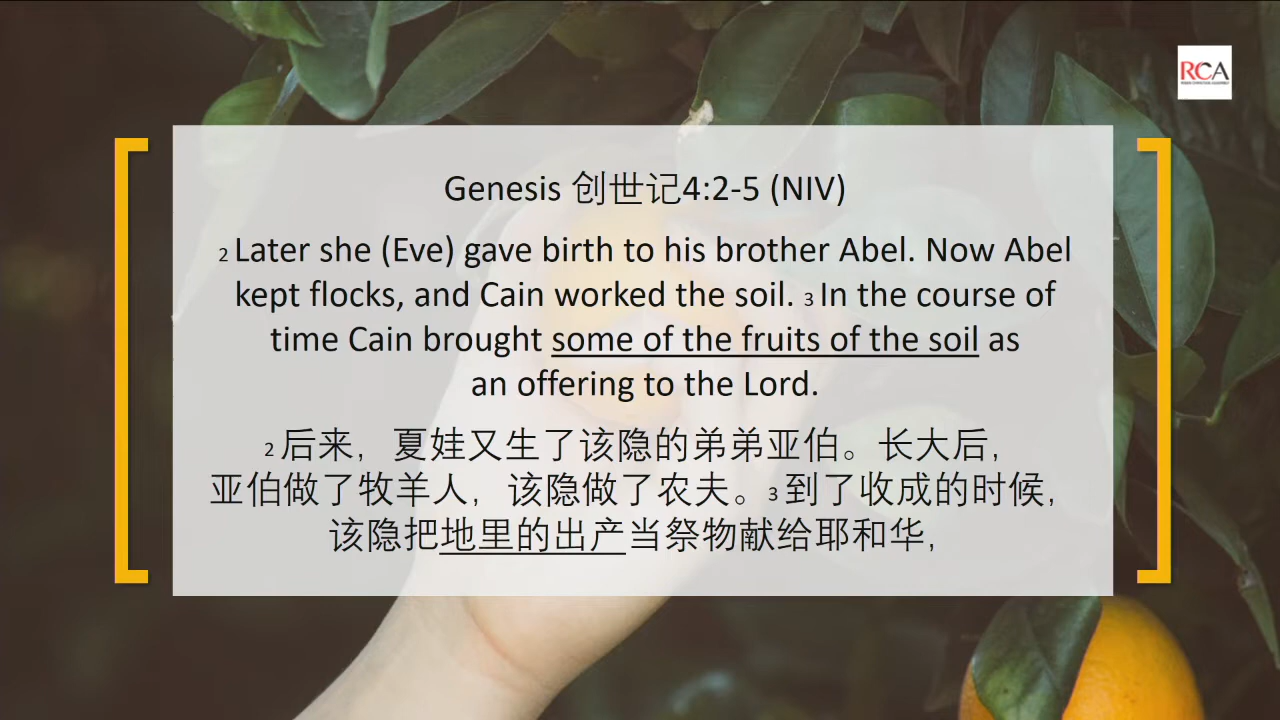 RCA
Genesis 创世记4:2-5 (NIV)
2 Later she (Eve) gave birth to his brother Abel. Now Abel
kept flocks, and Cain worked the soil. 3 In the course of
time Cain brought some of the fruits of the soil as
an offering to the Lord.
2 后来，夏娃又生了该隐的弟弟亚伯。长大后，
亚伯做了牧羊人，该隐做了农夫。3 到了收成的时候，
该隐把地里的出产当祭物献给耶和华，